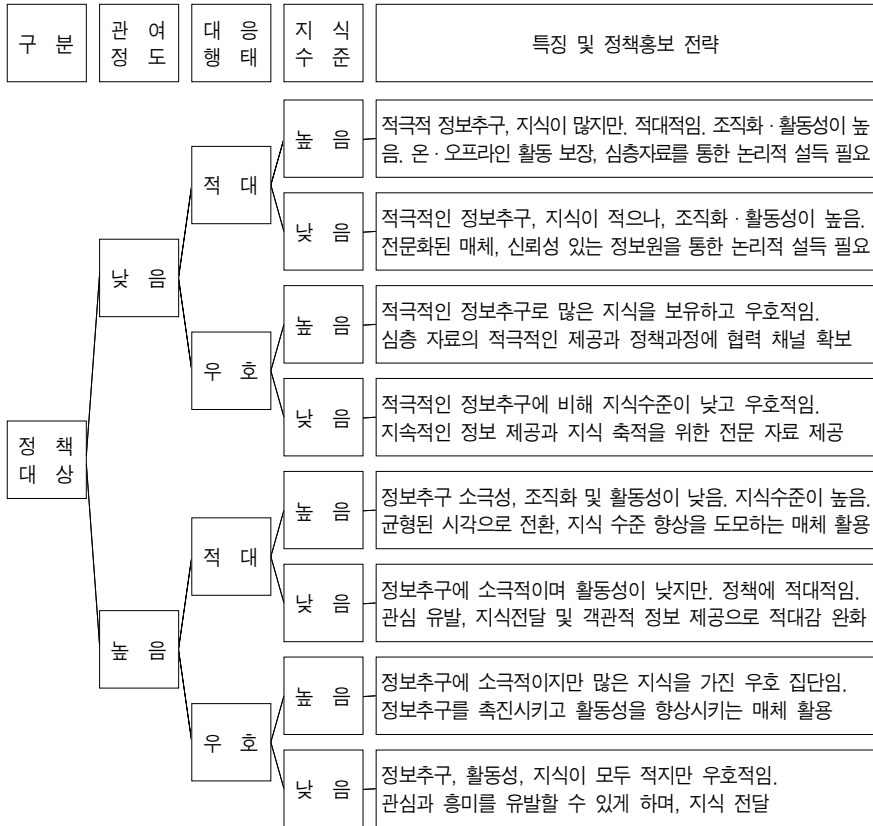 구 분
관 여
정 도
대 응
행 태
지 식
수 준
특징 및 정책홍보 전략
정 책
대 상
낮 음
적 대
높 음
적극적 정보추구, 지식이 많지만, 적대적임. 조직화·활동성이 높
음. 온·오프라인 활동 보장, 심층자료를 통한 논리적 설득 필요
낮 음
적극적인 정보추구, 지식이 적으나, 조직화·활동성이 높음.
전문화된 매체, 신뢰성 있는 정보원을 통한 논리적 설득 필요
우 호
높 음
적극적인 정보추구로 많은 지식을 보유하고 우호적임.
심층 자료의 적극적인 제공과 정책과정에 협력 채널 확보
낮 음
적극적인 정보추구에 비해 지식수준이 낮고 우호적임.
지속적인 정보 제공과 지식 축적을 위한 전문 자료 제공
높 음
적 대
높 음
정보추구 소극성, 조직화 및 활동성이 낮음. 지식수준이 높음.
균형된 시각으로 전환, 지식 수준 향상을 도모하는 매체 활용
낮 음
정보추구에 소극적이며 활동성이 낮지만, 정책에 적대적임.
관심 유발, 지식전달 및 객관적 정보 제공으로 적대감 완화
우 호
높 음
정보추구에 소극적이지만 많은 지식을 가진 우호 집단임.
정보추구를 촉진시키고 활동성을 향상시키는 매체 활용
낮 음
정보추구, 활동성, 지식이 모두 적지만 우호적임.
관심과 흥미를 유발할 수 있게 하며, 지식 전달